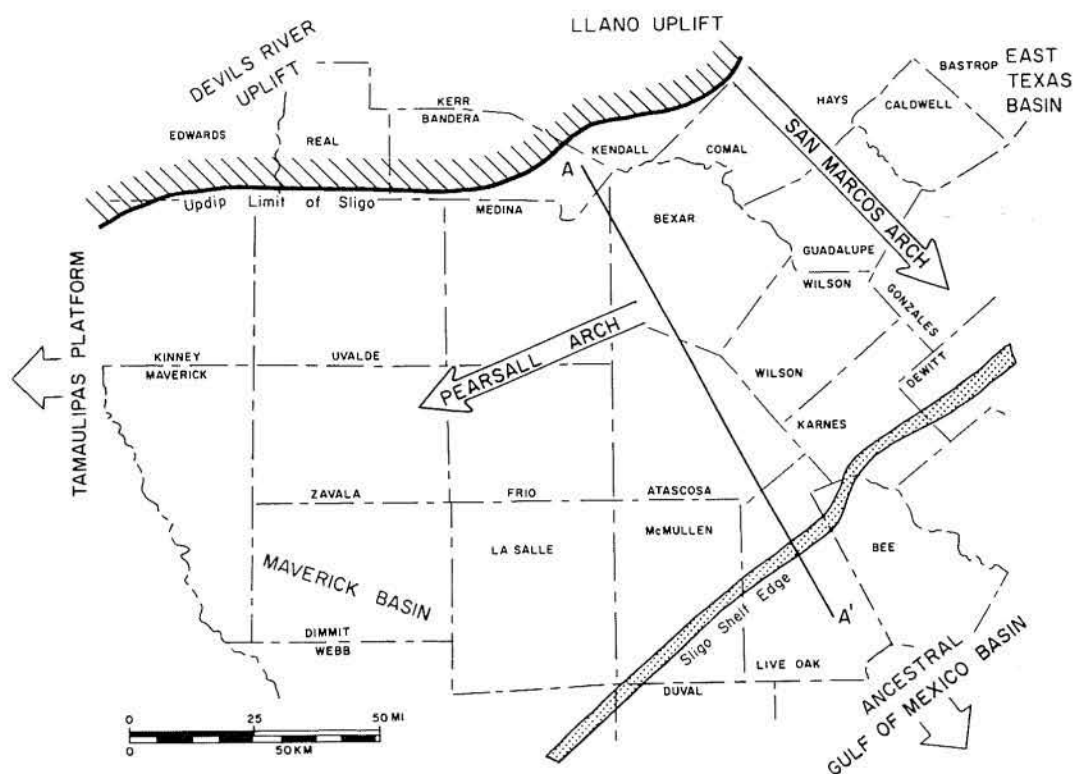 LLANO UPLIFT
DEVILS RIVER
UPLIFT
BASTROP
EAST
TEXAS
BASIN
HAYS
CALDWELL
KERR
BANDERA
EDWARDS
REAL
KENDALL
COMAL
SAN MARCOS ARCH
A
Updip Limit of Sligo
MEDINA
BEXAR
GUADALUPE
WILSON
GONZALES
DEWITT
TAMAULIPAS PLATFORM
KINNEY
MAVERICK
UVALDE
PEARSALL ARCH
WILSON
KARNES
ZAVALA
FRIO
ATASCOSA
McMULLEN
LA SALLE
BEE
MAVERICK BASIN
Sligo Shelf Edge
A'
DIMMIT
WEBB
LIVE OAK
DUVAL
ANCESTRAL
GULF OF MEXICO BASIN
0 25 50 MI
0 50 KM